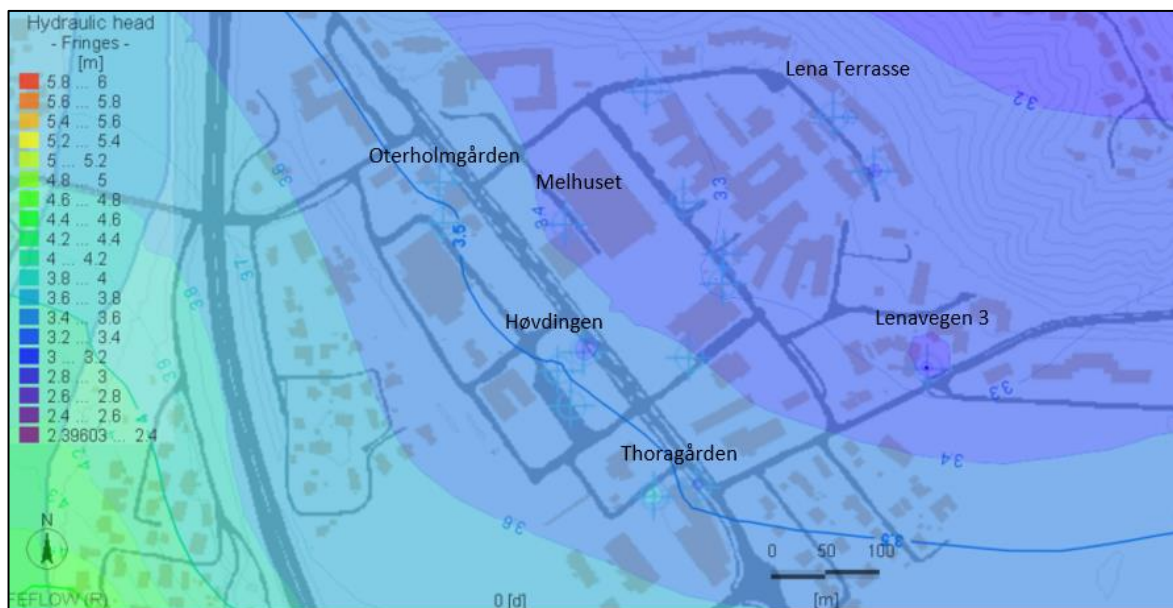 Hydraulic head
- Fringes -
[m]
5.8 ... 6
5.6 ... 5.8
5.4 ... 5.6
5.2 ... 5.4
5 ... 5.2
4.8 ... 5
4.6 ... 4.8
4.4 ... 4.6
4.2 ... 4.4
4 ... 4.2
3.8 ... 4
3.6 ... 3.8
3.4 ... 3.6
3.2 ... 3.4
3 ... 3.2
2.8 ... 3
2.6 ... 2.8
2.4 ... 2.6
2.39603 ... 2.4
Lena Terrasse
3.2
Oterholmgården
3.6
Melhuset
3.3
3.4
3.5
3.7
3.8
Høvdingen
Lenavegen 3
3.9
3.3
4
Thoragården
3.4
3.6
3.5
N
0 50 100
[m]
FEFLOW (R)
0 [d]